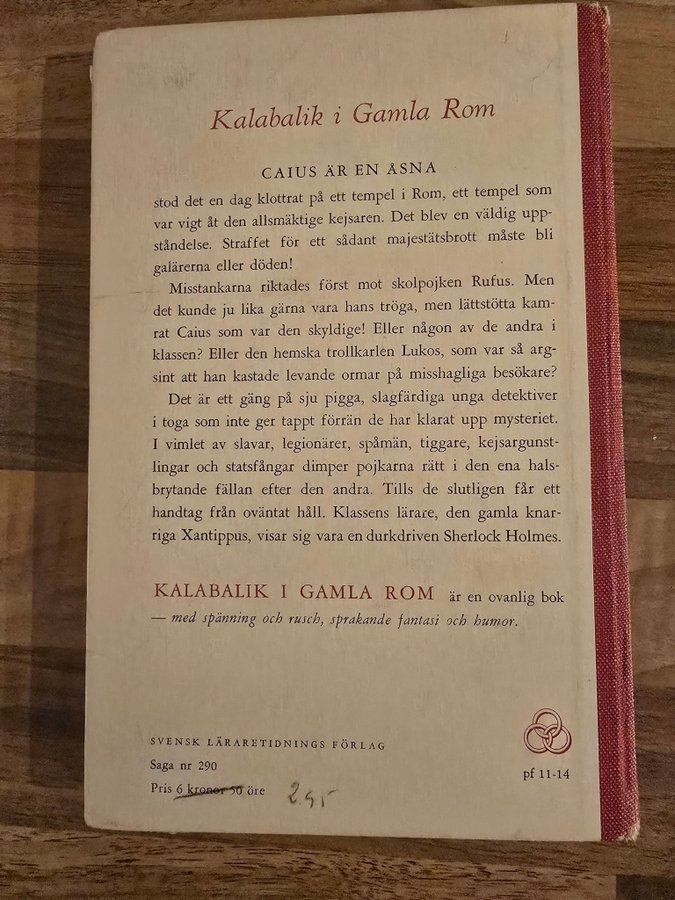 Kalabalik i Gamla Rom
CAIUS ÄR EN ÅSNA
stod det en dag klottrat på ett tempel i Rom, ett tempel som
var vigt åt den allsmäktige kejsaren. Det blev en väldig upp-
ståndelse. Straffet för ett sådant majestätsbrott måste bli
galärerna eller döden!
Misstankarna riktades först mot skolpojken Rufus. Men
det kunde ju lika gärna vara hans tröga, men lättstötta kam-
rat Caius som var den skyldige! Eller någon av de andra i
klassen? Eller den hemska trollkarlen Lukos, som var så arg-
sint att han kastade levande ormar på misshagliga besökare?
Det är ett gäng på sju pigga, slagfärdiga unga detektiver
i toga som inte ger tappt förrän de har klarat upp mysteriet.
I vimlet av slavar, legionärer, spåmän, tiggare, kejsargunst-
lingar och statsfångar dimper pojkarna rätt i den ena hals-
brytande fällan efter den andra. Tills de slutligen får ett
handtag från oväntat håll. Klassens lärare, den gamla knar-
riga Xantippus, visar sig vara en durkdriven Sherlock Holmes.
KALABALIK I GAMLA ROM är en ovanlig bok
— med spänning och rusch, sprakande fantasi och humor.
SVENSK LÄRARETIDNINGS FÖRLAG
Saga nr 290
pf 11-14
Pris 6 kronor 50 öre